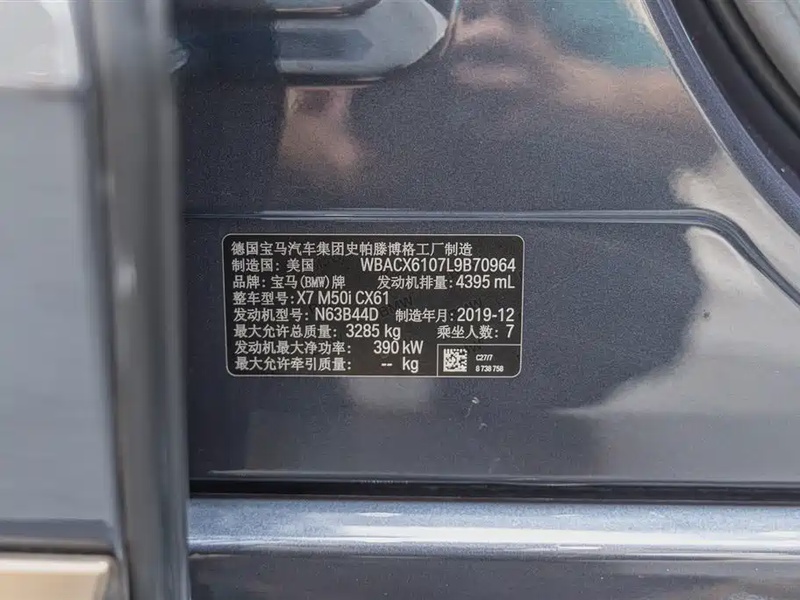 德国宝马汽车集团史帕滕博格工厂制造
制造国：美国 WBACX6107L9B70964
品牌：宝马(BMW)牌 发动机排量：4395 mL
整车型号：X7 M50i CX61
发动机型号：N63B44D 制造年月：2019-12
最大允许总质量：3285 kg 乘坐人数：7
发动机最大净功率：390 kW
最大允许牵引质量：-- kg
C27/7
8 738 758